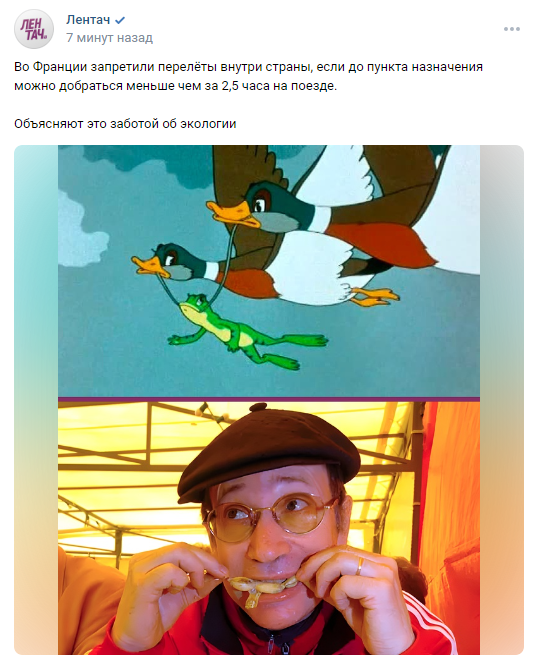 ЛЕН
ТАЧ
Лентач
7 минут назад
Во Франции запретили перелёты внутри страны, если до пункта назначения
можно добраться меньше чем за 2,5 часа на поезде.
Объясняют это заботой об экологии